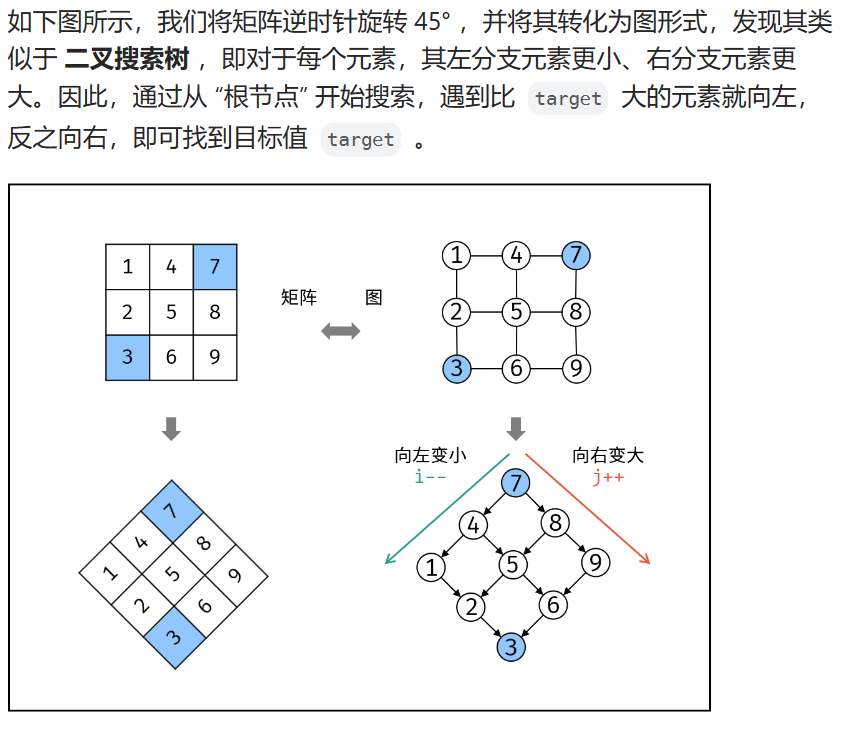 如下图所示，我们将矩阵逆时针旋转 45° ，并将其转化为图形式，发现其类
似于 二叉搜索树 ，即对于每个元素，其左分支元素更小、右分支元素更
大。因此，通过从 “根节点” 开始搜索，遇到比 target 大的元素就向左，
反之向右，即可找到目标值 target 。
1 4 7
2 5 8
3 6 9
矩阵 图
1 4 7
2 5 8
3 6 9
向左变小
i--
向右变大
j++
7
4 8
1 5 9
2 6
3
7
4 8
1 5 9
2 6
3